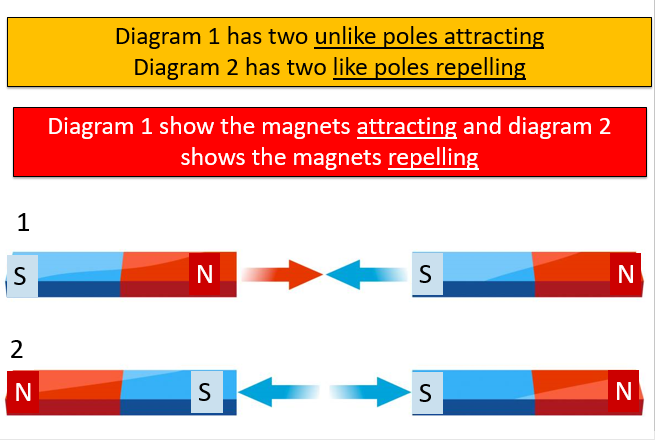 Diagram 1 has two unlike poles attracting
Diagram 2 has two like poles repelling
Diagram 1 show the magnets attracting and diagram 2
shows the magnets repelling
1
S N S N
2
N S S N